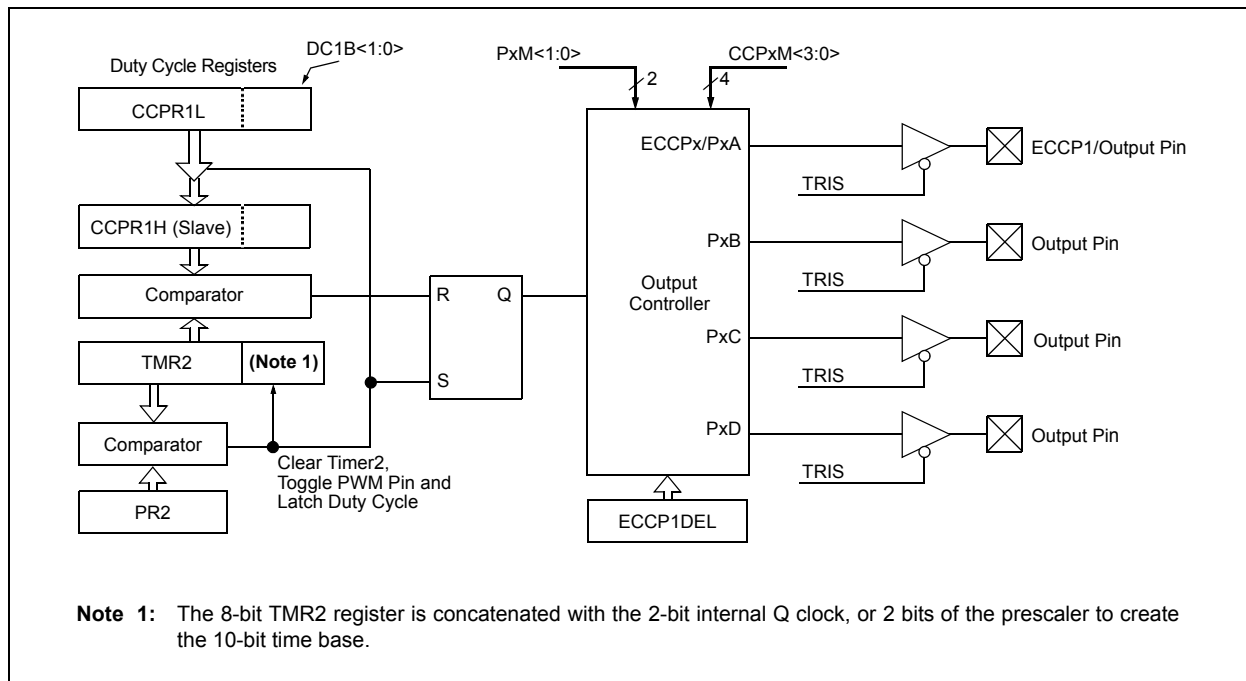 DC1B<1:0>
Duty Cycle Registers
CCPR1L
CCPR1H (Slave)
Comparator
TMR2
(Note 1)
Comparator
PR2
Clear Timer2,
Toggle PWM Pin and
Latch Duty Cycle
R
Q
S
PxM<1:0>
2
CCPxM<3:0>
4
ECCPx/PxA
PxB
Output
Controller
PxC
PxD
ECCP1DEL
TRIS
ECCP1/Output Pin
TRIS
Output Pin
TRIS
Output Pin
TRIS
Output Pin
Note 1: The 8-bit TMR2 register is concatenated with the 2-bit internal Q clock, or 2 bits of the prescaler to create
the 10-bit time base.